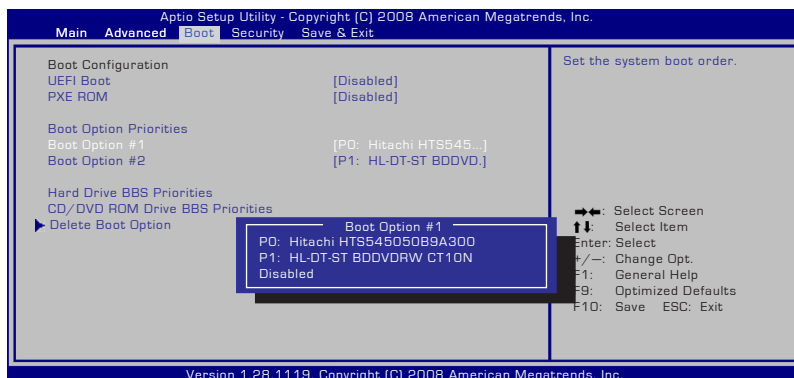 Aptio Setup Utility - Copyright (C) 2008 American Megatrends, Inc.
Main Advanced Boot Security Save & Exit
Boot Configuration
UEFI Boot [Disabled]
PXE ROM [Disabled]
Boot Option Priorities
Boot Option #1 [P0: Hitachi HTS545...]
Boot Option #2 [P1: HL-DT-ST BDDVD.]
Hard Drive BBS Priorities
CD/DVD ROM Drive BBS Priorities
Delete Boot Option
Boot Option #1
P0: Hitachi HTS545050B9A300
P1: HL-DT-ST BDDVDRW CT10N
Disabled
Set the system boot order.
→←: Select Screen
↑↓: Select Item
Enter: Select
+/—: Change Opt.
F1: General Help
F9: Optimized Defaults
F10: Save ESC: Exit
Version 1.28.1119. Copyright (C) 2008 American Megatrends, Inc.